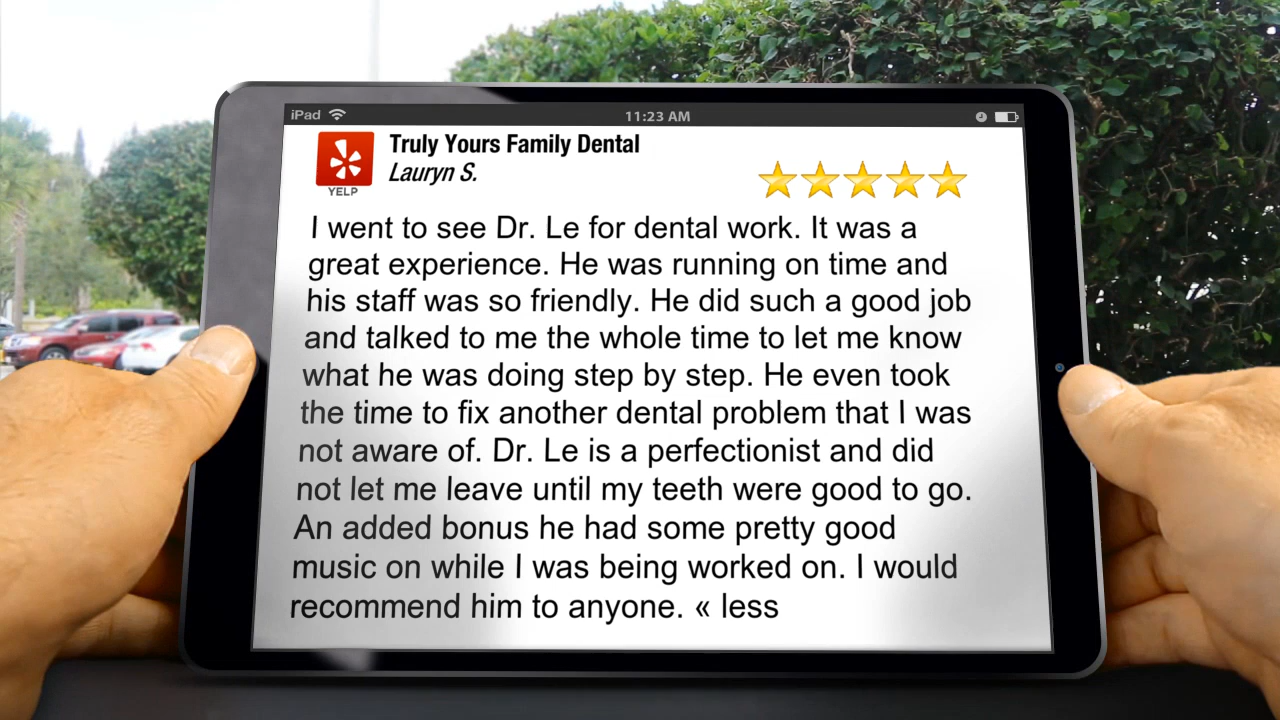 iPad 11:23 AM
Truly Yours Family Dental
Lauryn S.
YELP
I went to see Dr. Le for dental work. It was a
great experience. He was running on time and
his staff was so friendly. He did such a good job
and talked to me the whole time to let me know
what he was doing step by step. He even took
the time to fix another dental problem that I was
not aware of. Dr. Le is a perfectionist and did
not let me leave until my teeth were good to go.
An added bonus he had some pretty good
music on while I was being worked on. I would
recommend him to anyone. « less